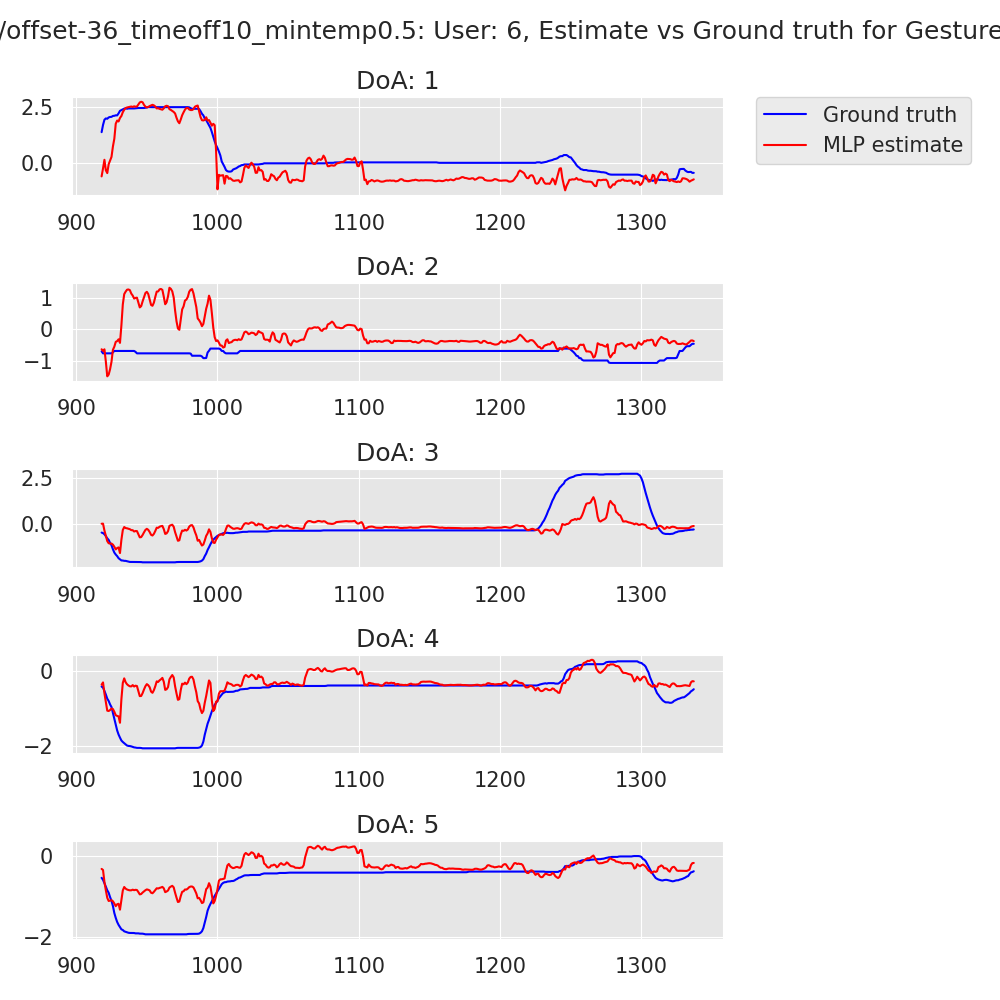 /offset-36_timeoff10_mintemp0.5: User: 6, Estimate vs Ground truth for Gesture
DoA: 1
2.5
0.0
900 1000 1100 1200 1300
Ground truth
MLP estimate
DoA: 2
1
0
−1
900 1000 1100 1200 1300
DoA: 3
2.5
0.0
900 1000 1100 1200 1300
DoA: 4
0
−2
900 1000 1100 1200 1300
DoA: 5
0
−2
900 1000 1100 1200 1300